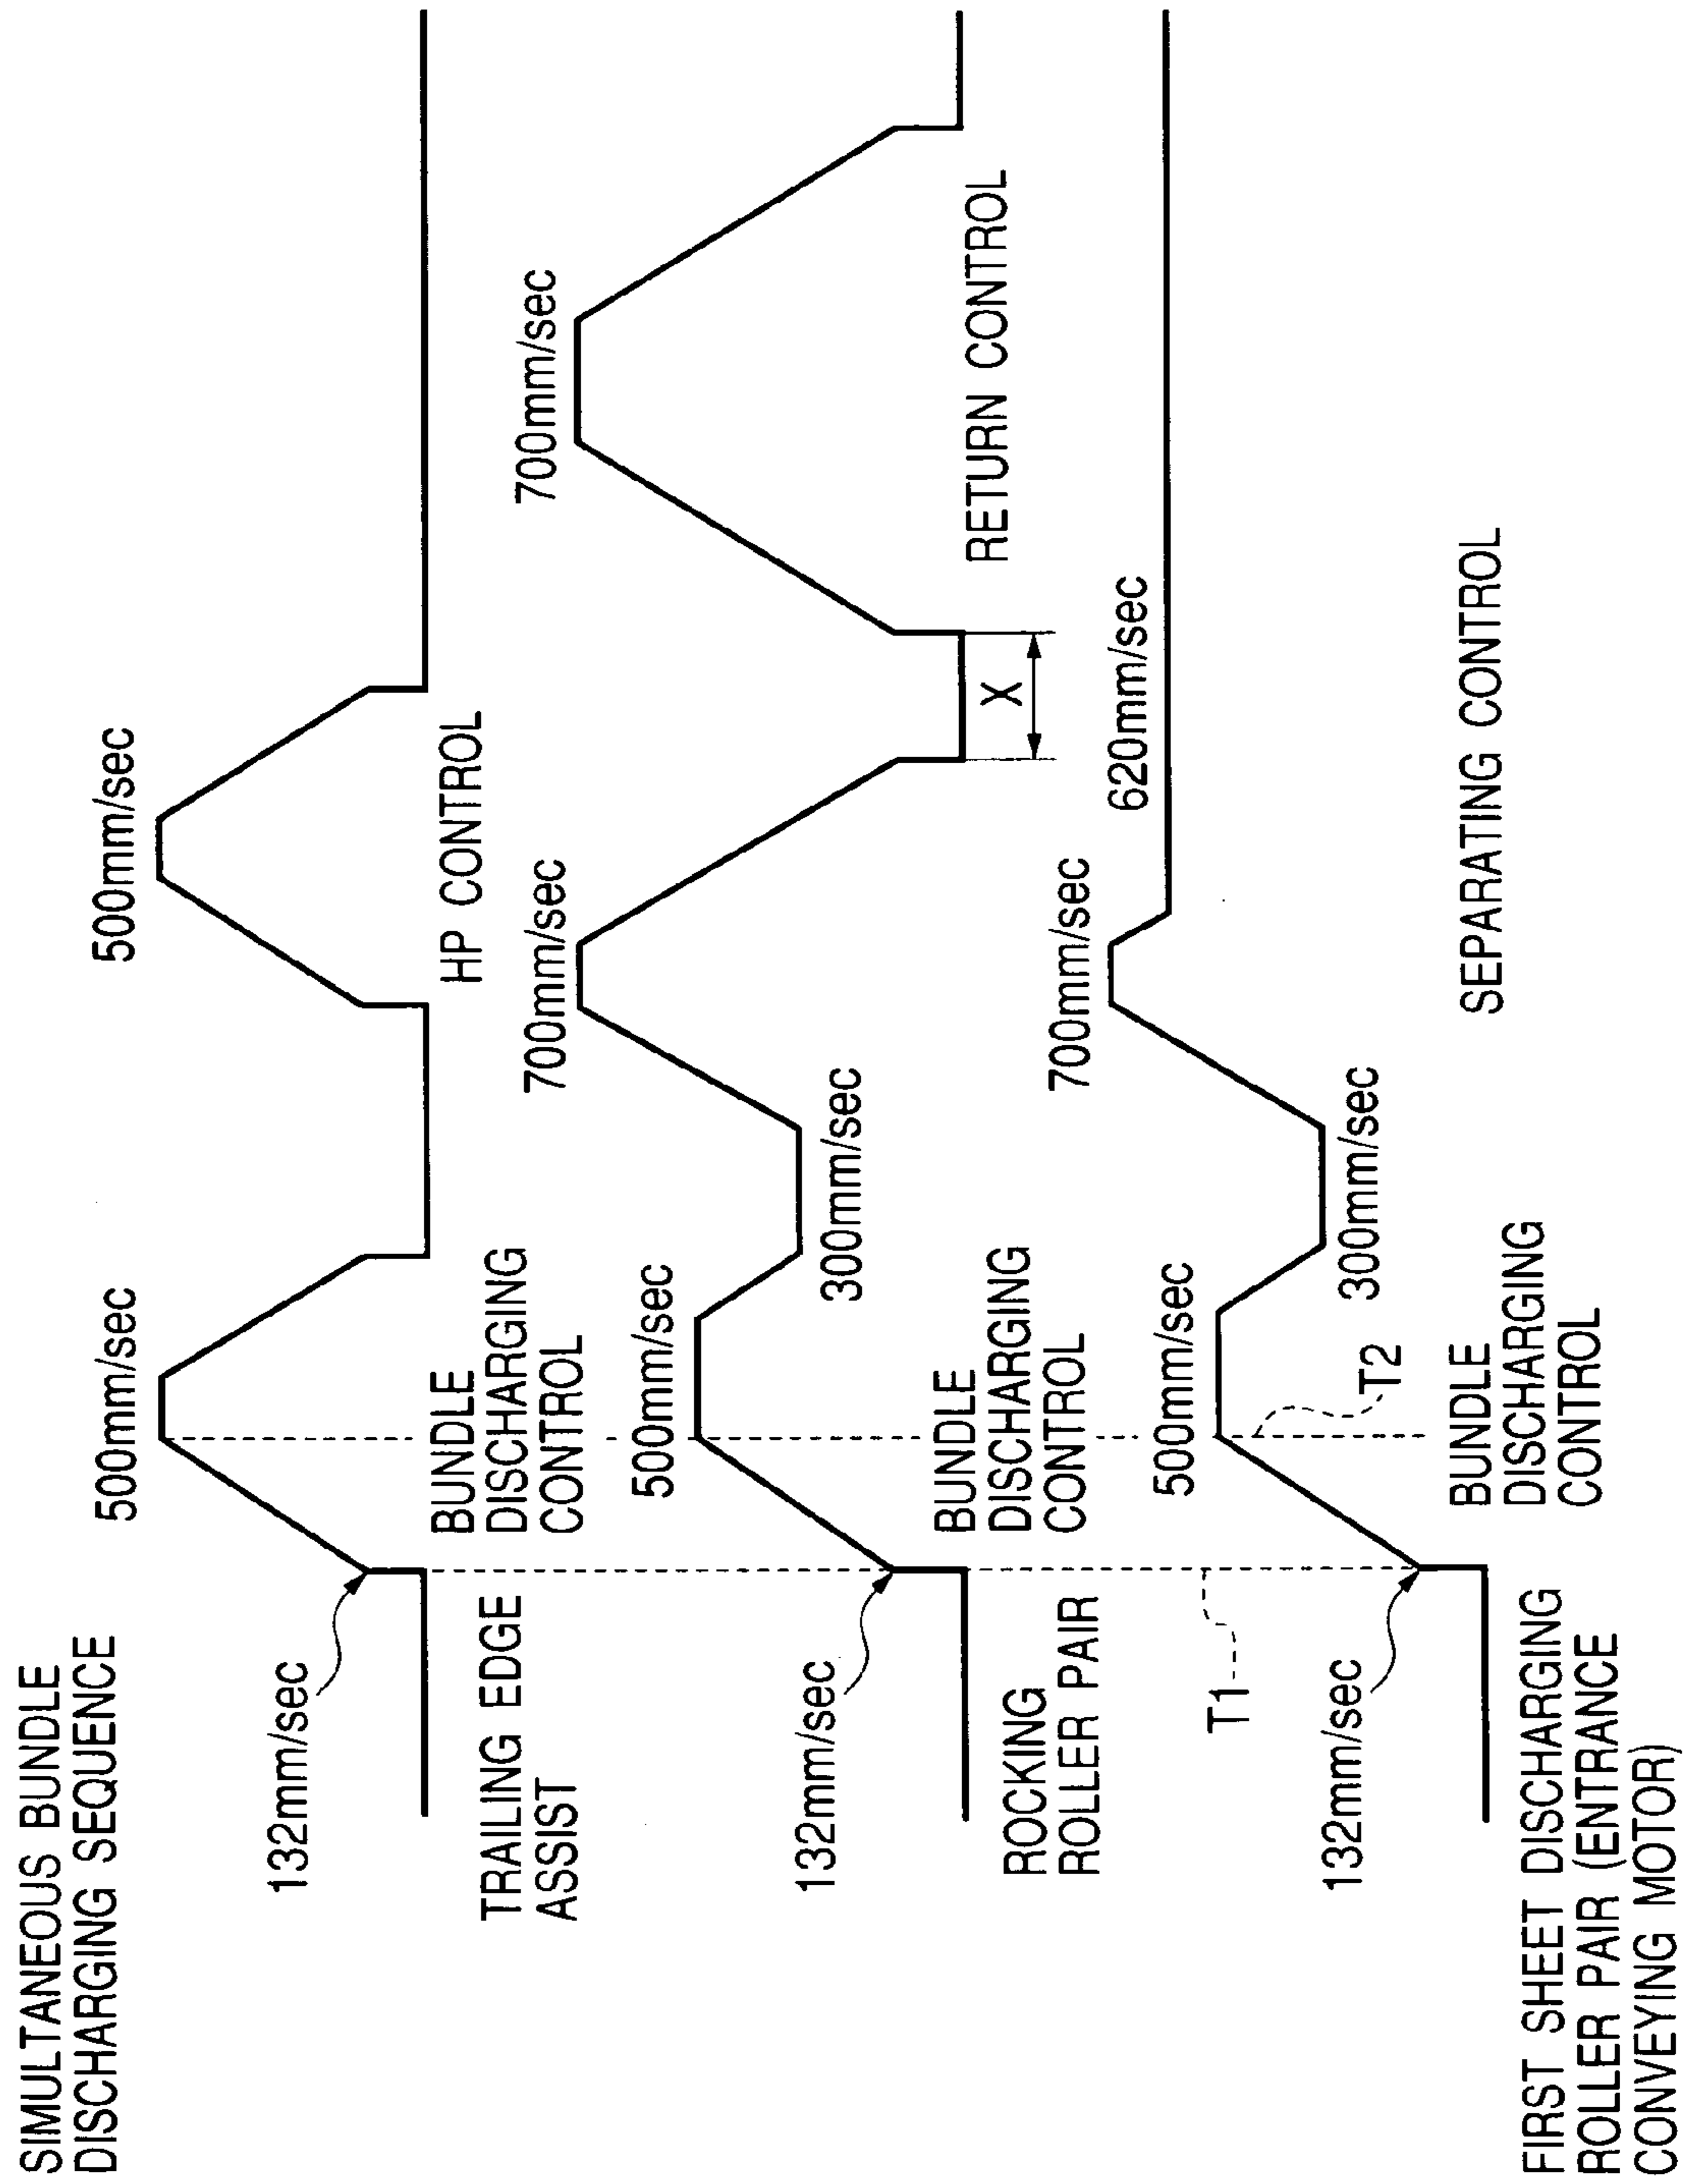 SIMULTANEOUS BUNDLE
DISCHARGING SEQUENCE
132mm/sec
500mm/sec
500mm/sec
TRAILING EDGE
ASSIST
BUNDLE
DISCHARGING
CONTROL
HP CONTROL
132mm/sec
500mm/sec
300mm/sec
700mm/sec
700mm/sec
ROCKING
ROLLER PAIR
BUNDLE
DISCHARGING
CONTROL
X
RETURN CONTROL
T1
132mm/sec
500mm/sec
T2
300mm/sec
700mm/sec
620mm/sec
FIRST SHEET DISCHARGING
ROLLER PAIR (ENTRANCE
CONVEYING MOTOR)
BUNDLE
DISCHARGING
CONTROL
SEPARATING CONTROL